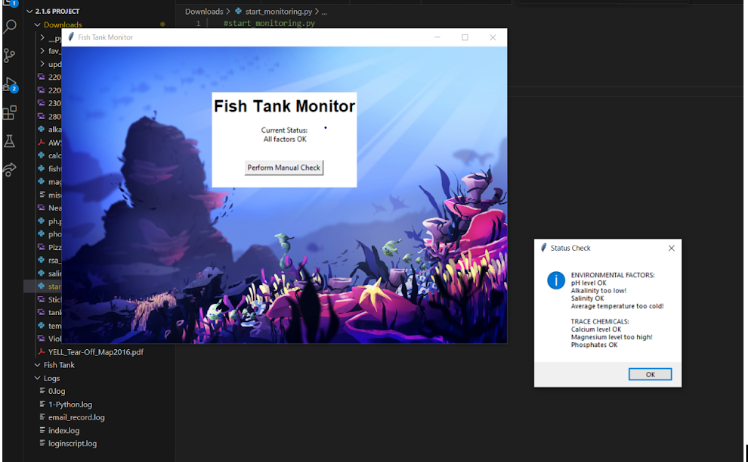 2.1.6 PROJECT
Downloads
Downloads > start_monitoring.py > ...
1 #start_monitoring.py
Fish Tank Monitor
Fish Tank Monitor
Current Status:
All factors OK
Perform Manual Check
Status Check
ENVIRONMENTAL FACTORS:
pH level OK
Alkalinity too low!
Salinity OK
Average temperature too cold!
TRACE CHEMICALS:
Calcium level OK
Magnesium level too high!
Phosphates OK
OK
fav_
upd
220
220
230
280
alka
AWS
calc
fish
mag
misc
Nee
ph.p
pho
Pizz
rsa_
salin
star
Stic
tank
tem
Viol
YELL_Tear-Off_Map2016.pdf
Fish Tank
Logs
0.log
1-Python.log
email_record.log
index.log
loginscript.log